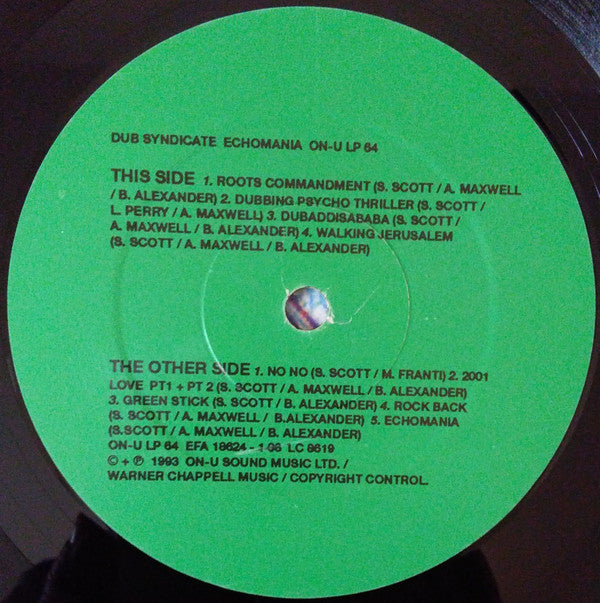 DUB SYNDICATE ECHOMANIA ON-U LP 64
THIS SIDE 1. ROOTS COMMANDMENT (S. SCOTT / A. MAXWELL
/ B. ALEXANDER) 2. DUBBING PSYCHO THRILLER (S. SCOTT /
L. PERRY / A. MAXWELL) 3. DUBADDISABABA (S. SCOTT /
A. MAXWELL / B. ALEXANDER) 4. WALKING JERUSALEM
(S. SCOTT / A. MAXWELL / B. ALEXANDER)
THE OTHER SIDE 1. NO NO (S. SCOTT / M. FRANTI) 2. 2001
LOVE PT1 + PT 2 (S. SCOTT / A. MAXWELL / B. ALEXANDER)
3. GREEN STICK (S. SCOTT / B. ALEXANDER) 4. ROCK BACK
(S. SCOTT / A. MAXWELL / B.ALEXANDER) 5. ECHOMANIA
(S.SCOTT / A. MAXWELL / B. ALEXANDER)
ON-U LP 64 EFA 18624 - 1 06 LC 8619
© + ℗ 1993 ON-U SOUND MUSIC LTD. /
WARNER CHAPPELL MUSIC / COPYRIGHT CONTROL.